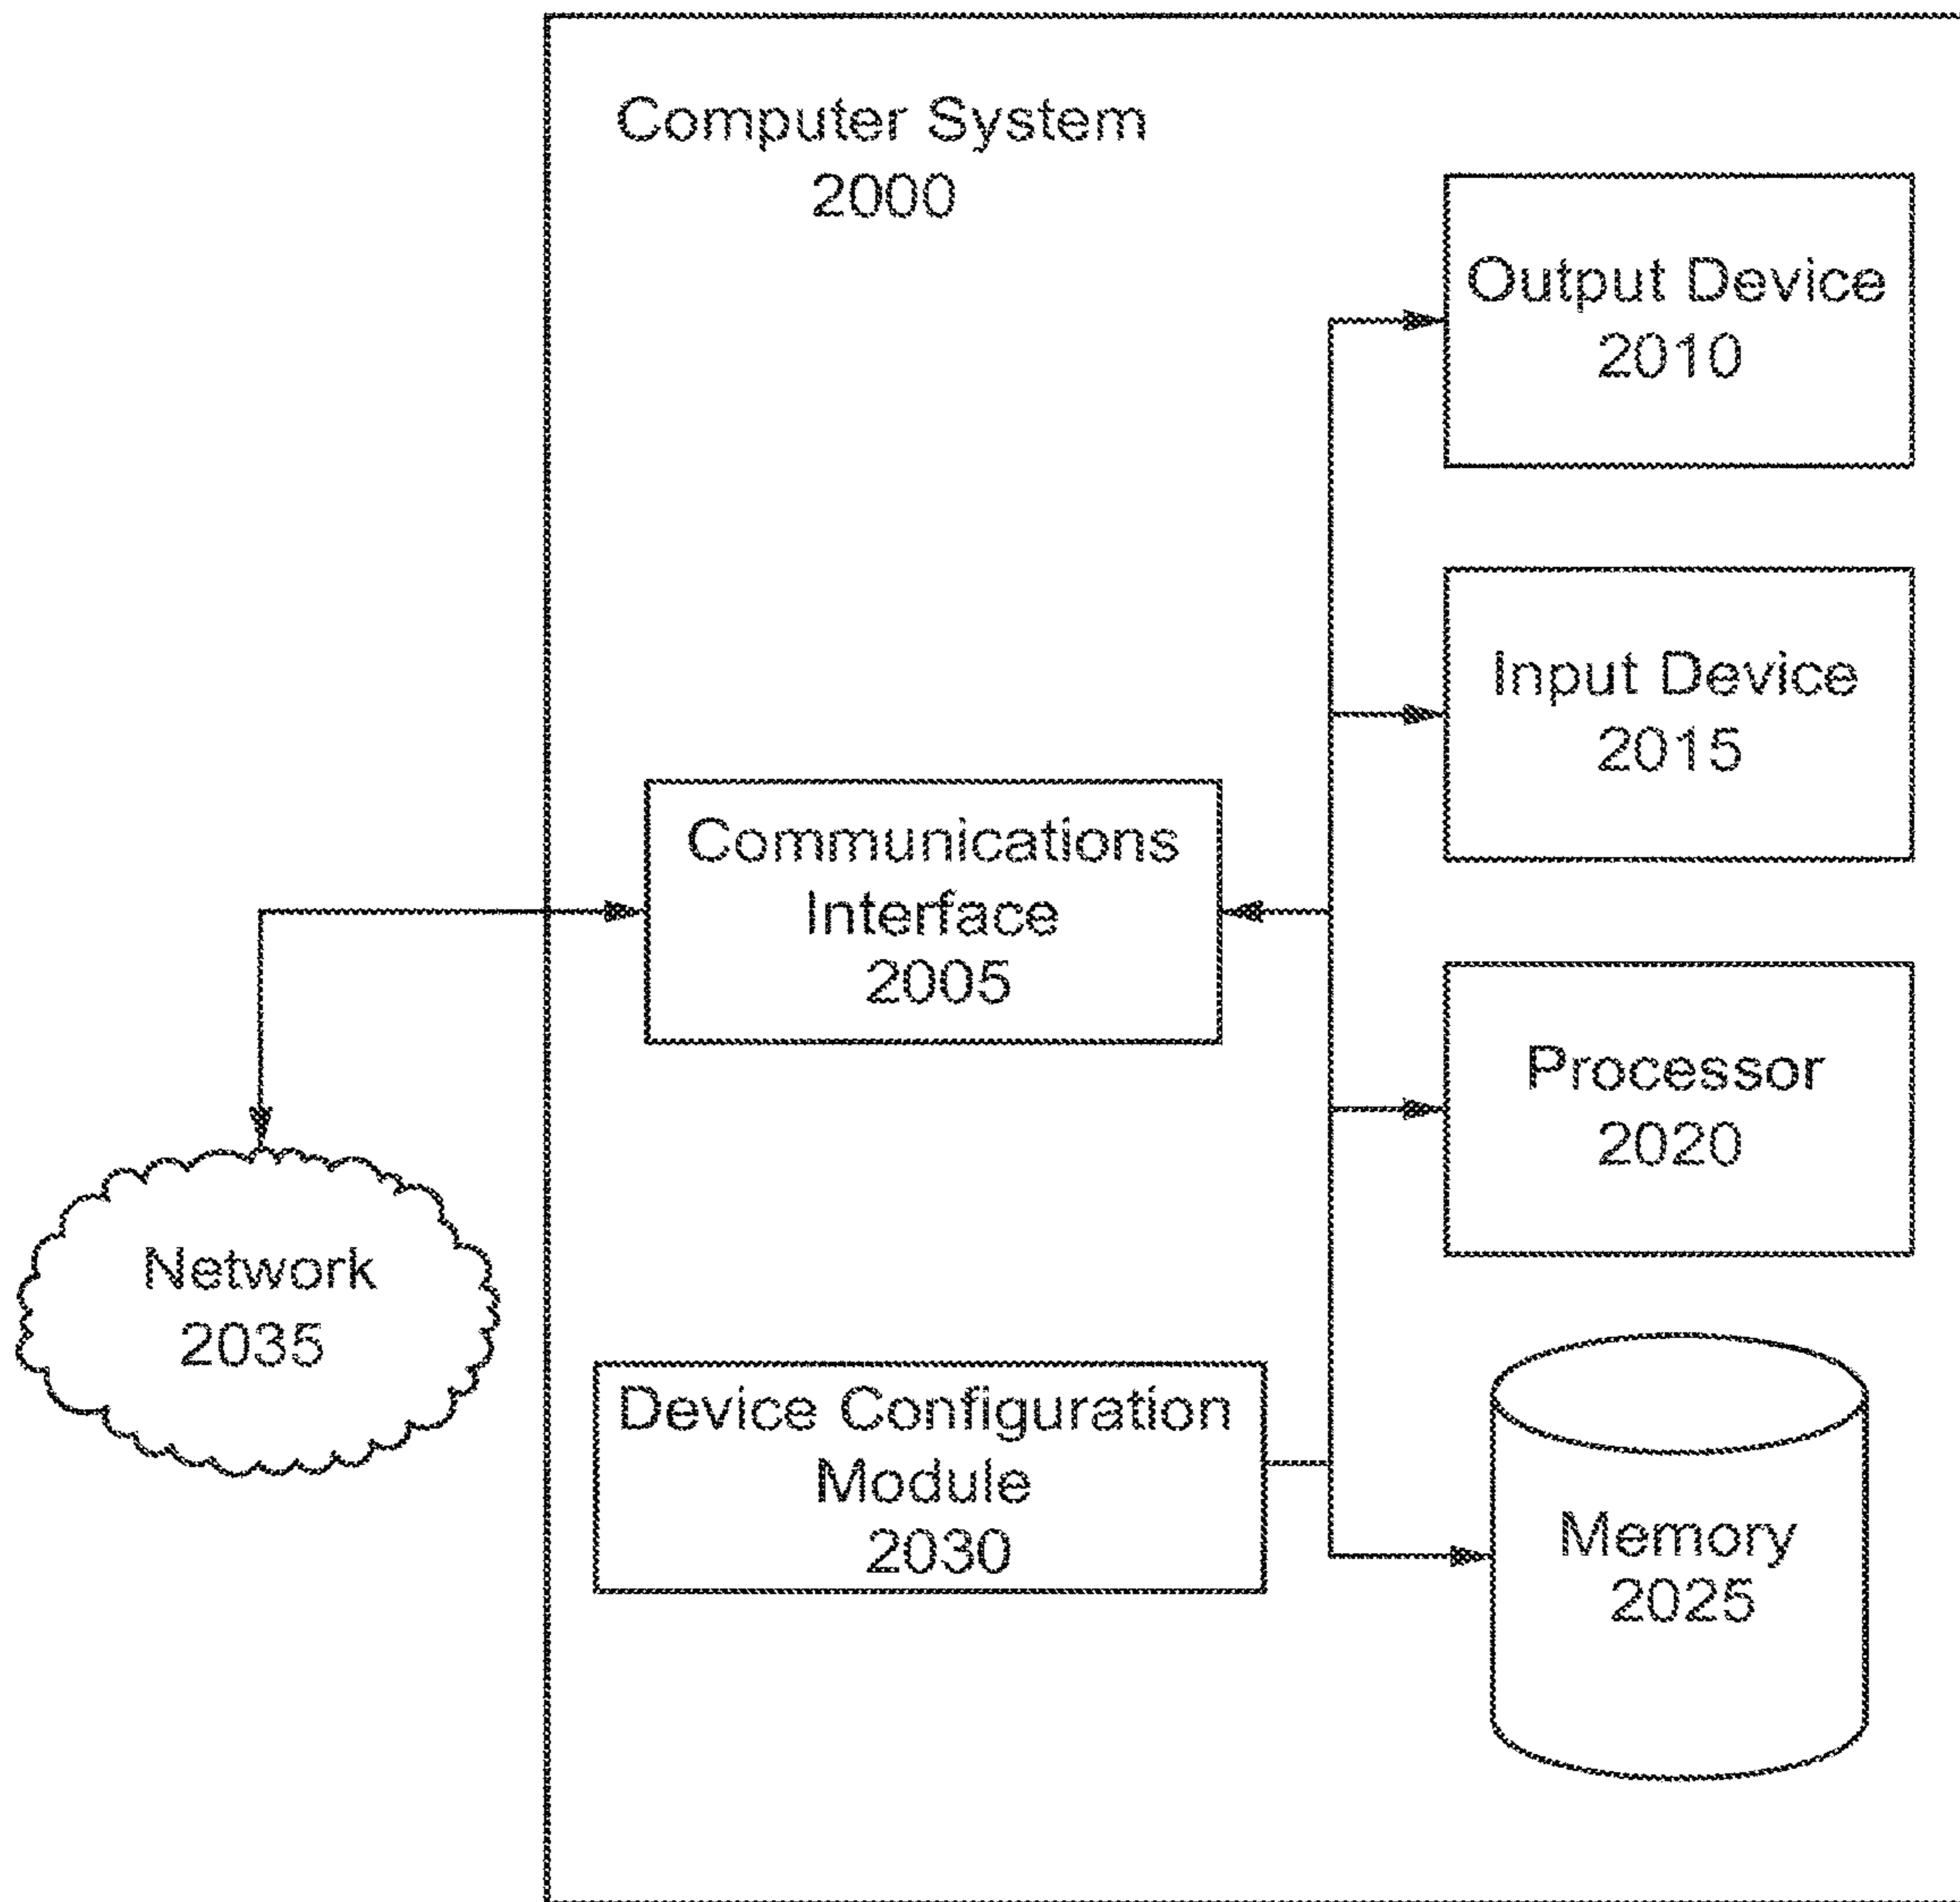 Computer System
2000
Output Device
2010
Input Device
2015
Communications
Interface
2005
Processor
2020
Network
2035
Device Configuration
Module
2030
Memory
2025